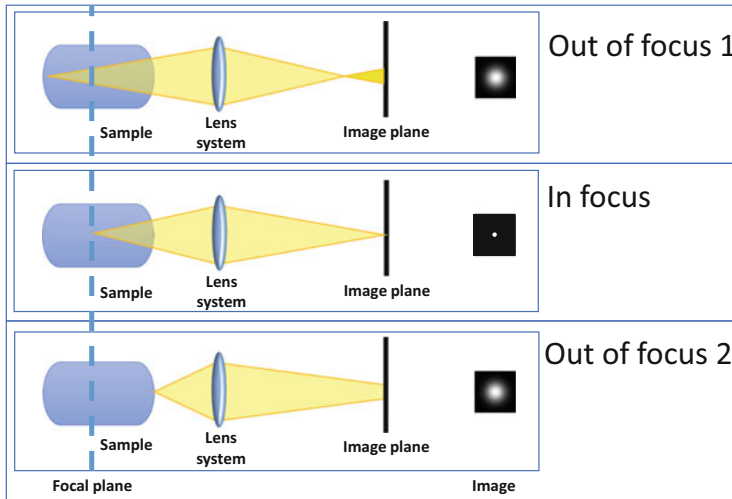 Out of focus 1
Sample
Lens
system
Image plane
In focus
Sample
Lens
system
Image plane
Out of focus 2
Sample
Lens
system
Image plane
Focal plane
Image